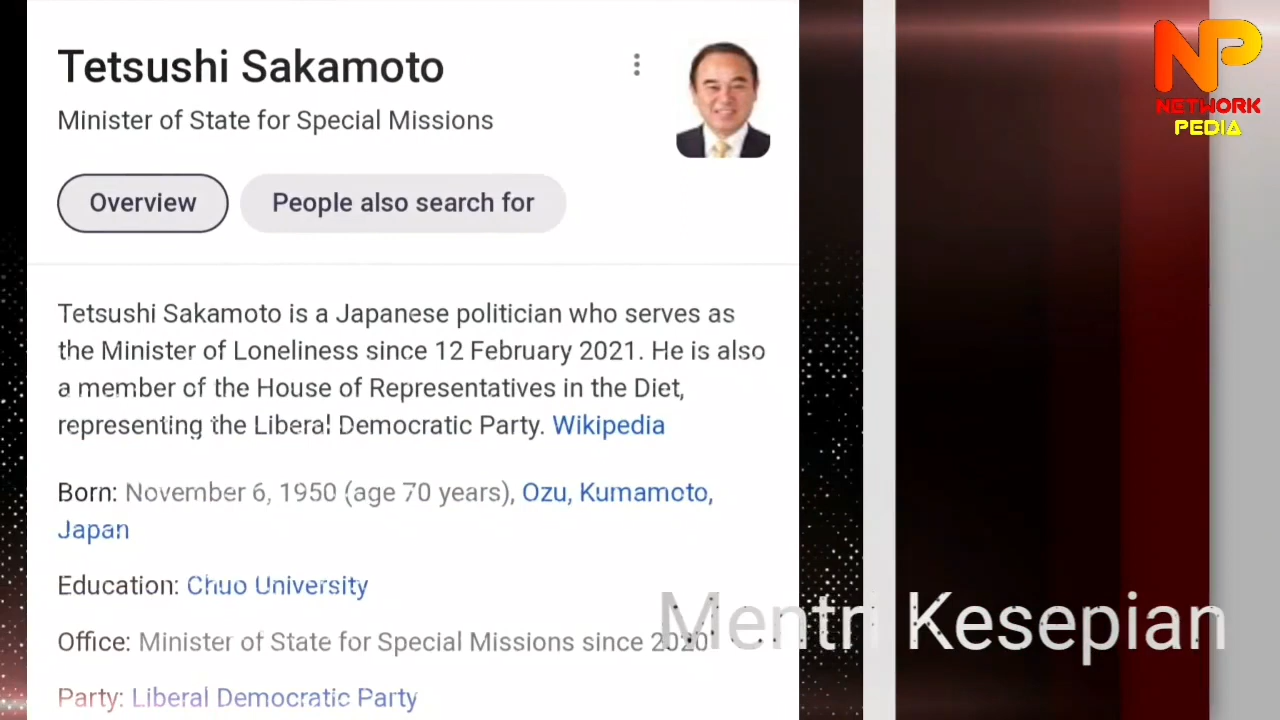 Tetsushi Sakamoto
Minister of State for Special Missions
Overview
People also search for
Tetsushi Sakamoto is a Japanese politician who serves as
the Minister of Loneliness since 12 February 2021. He is also
a member of the House of Representatives in the Diet,
representing the Liberal Democratic Party. Wikipedia
Born: November 6, 1950 (age 70 years), Ozu, Kumamoto,
Japan
Education: Chuo University
Office: Minister of State for Special Missions since 2020
Party: Liberal Democratic Party
Mentri Kesepian
NP
NETWORK
PEDIA